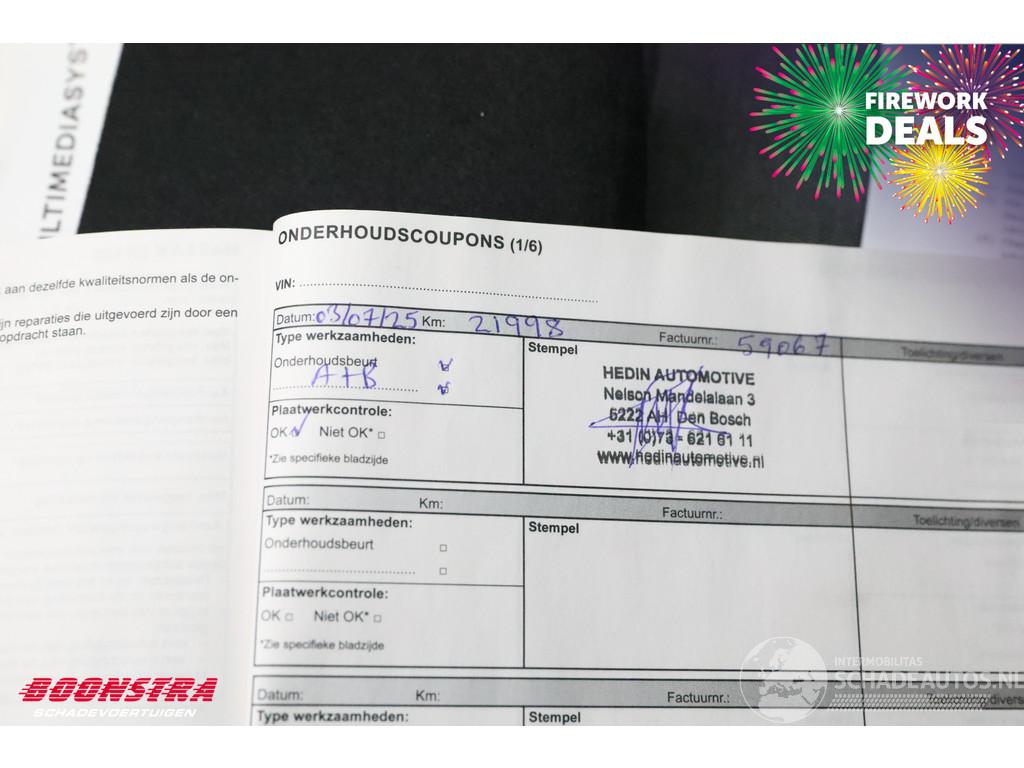 LTIMEDIASYS
FIREWORK
DEALS
aan dezelfde kwaliteitsnormen als de on-
ijn reparaties die uitgevoerd zijn door een
opdracht staan.
ONDERHOUDSCOUPONS (1/6)
VIN:
Datum: 03/07/25 Km: 21998 Factuurnr.: 59067 Toelichting/diversen
Type werkzaamheden:
Onderhoudsbeurt
A+B
Plaatwerkcontrole:
OK Niet OK*
*Zie specifieke bladzijde
Stempel
HEDIN AUTOMOTIVE
Nelson Mandelalaan 3
5222 AH Den Bosch
+31 (0)73 - 621 61 11
www.hedinautomotive.nl
Datum: Km: Factuurnr.: Toelichting/diversen
Type werkzaamheden:
Onderhoudsbeurt
Plaatwerkcontrole:
OK Niet OK*
*Zie specifieke bladzijde
Stempel
Datum: Km: Factuurnr.: Toelichting/diversen
Type werkzaamheden:
Stempel
BOONSTRA
SCHADEVOERTUIGEN
INTERMOBILITAS
SCHADEAUTOS.NL